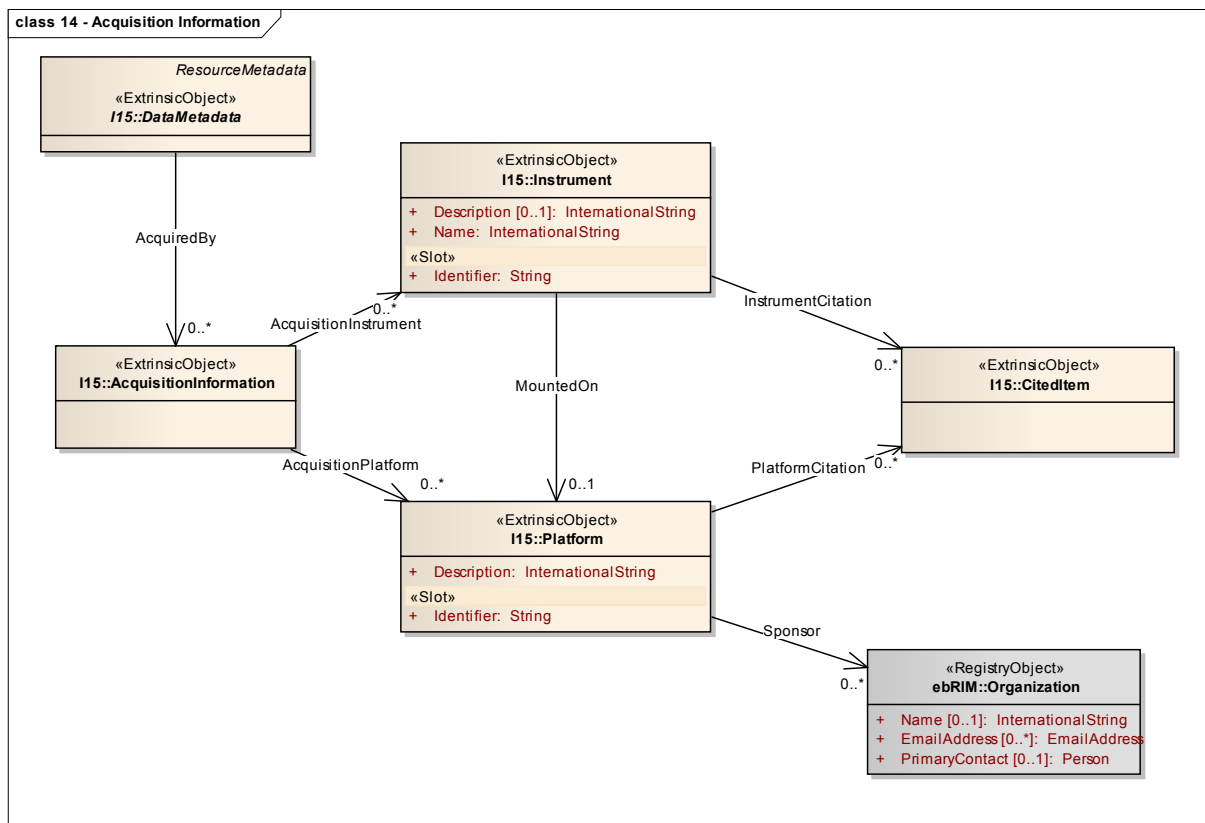 class 14 - Acquisition Information
ResourceMetadata
«ExtrinsicObject»
I15::DataMetadata
AcquiredBy
0..*
«ExtrinsicObject»
I15::AcquisitionInformation
AcquisitionInstrument
0..*
AcquisitionPlatform
0..*
«ExtrinsicObject»
I15::Instrument
+ Description [0..1]: InternationalString
+ Name: InternationalString
«Slot»
+ Identifier: String
MountedOn
0..1
InstrumentCitation
0..*
«ExtrinsicObject»
I15::CitedItem
PlatformCitation
0..*
«ExtrinsicObject»
I15::Platform
+ Description: InternationalString
«Slot»
+ Identifier: String
Sponsor
0..*
«RegistryObject»
ebRIM::Organization
+ Name [0..1]: InternationalString
+ EmailAddress [0..*]: EmailAddress
+ PrimaryContact [0..1]: Person